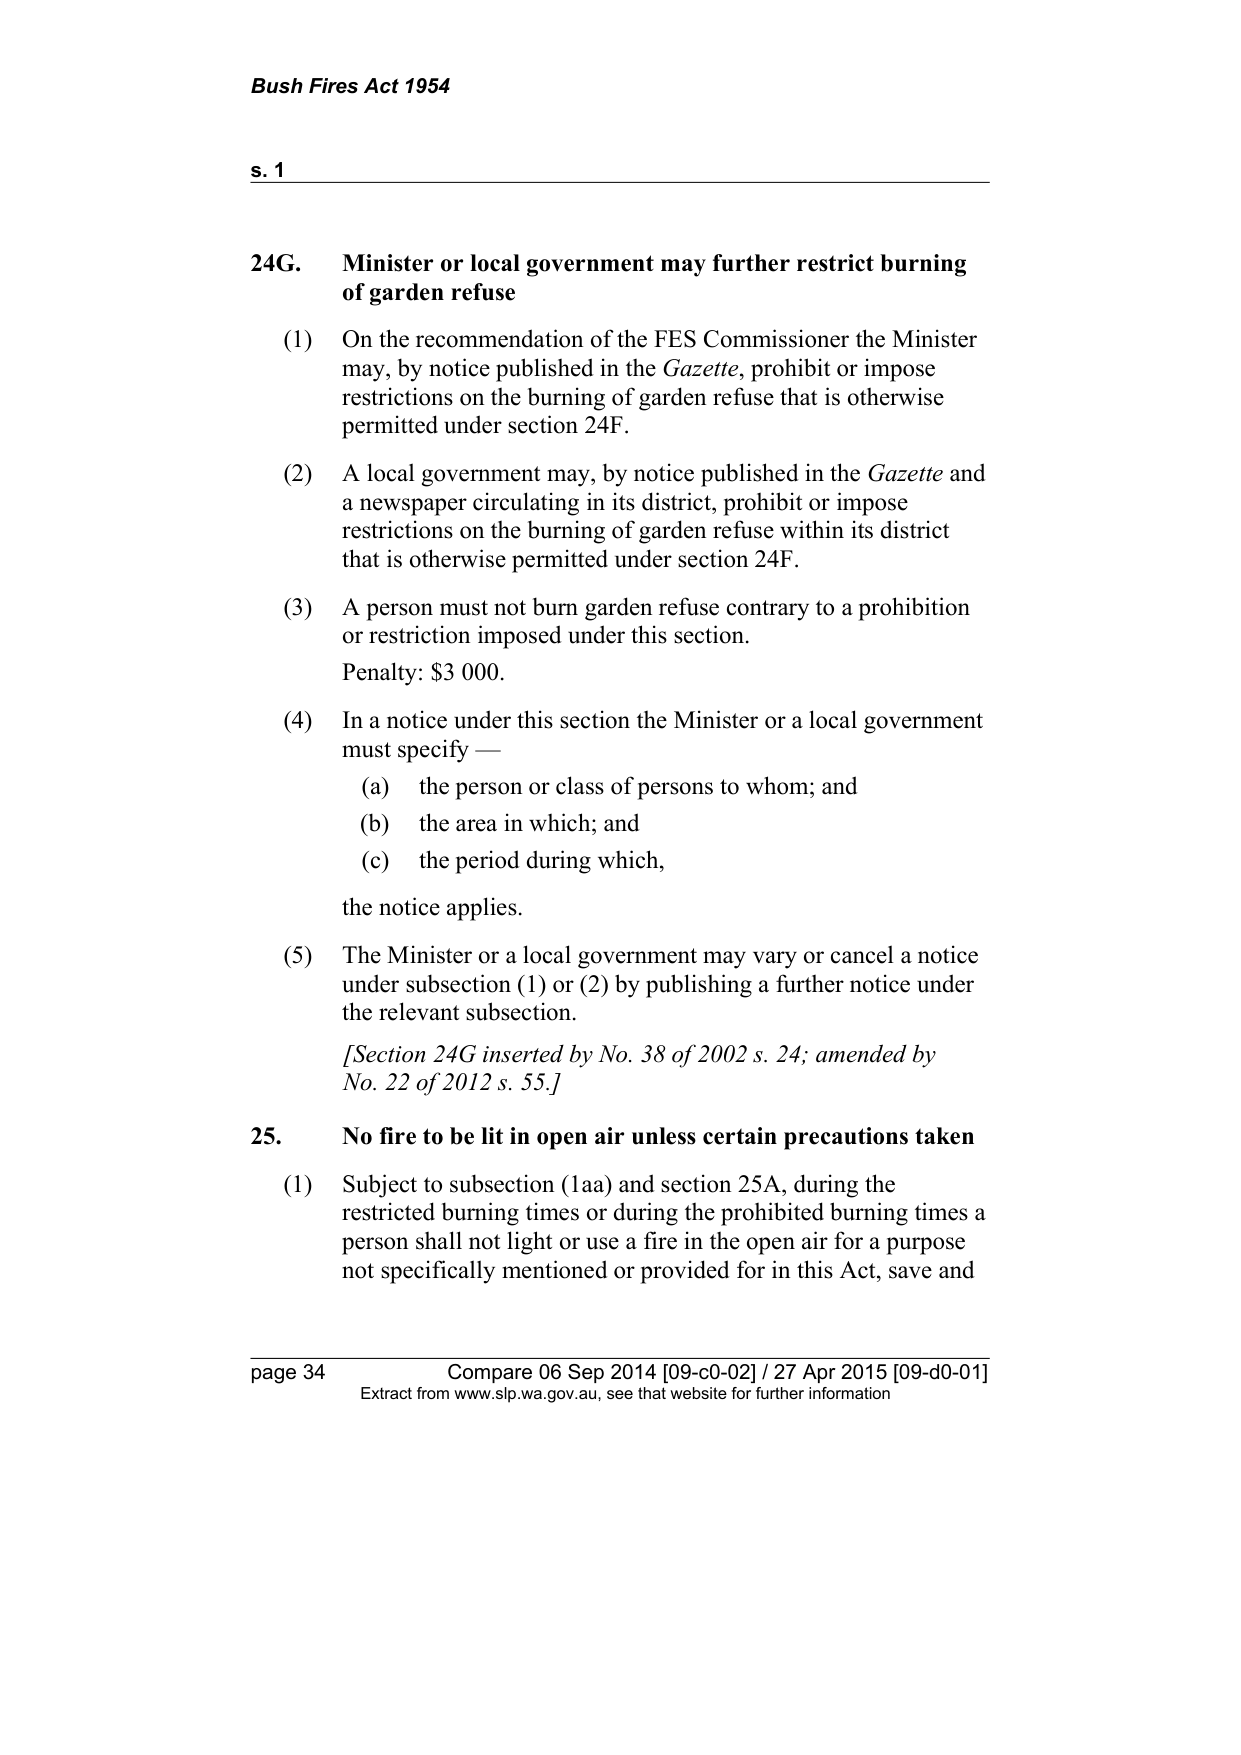 Bush Fires Act 1954
s. 1
24G. Minister or local government may further restrict burning
of garden refuse
(1) On the recommendation of the FES Commissioner the Minister
may, by notice published in the Gazette, prohibit or impose
restrictions on the burning of garden refuse that is otherwise
permitted under section 24F.
(2) A local government may, by notice published in the Gazette and
a newspaper circulating in its district, prohibit or impose
restrictions on the burning of garden refuse within its district
that is otherwise permitted under section 24F.
(3) A person must not burn garden refuse contrary to a prohibition
or restriction imposed under this section.
Penalty: $3 000.
(4) In a notice under this section the Minister or a local government
must specify —
(a) the person or class of persons to whom; and
(b) the area in which; and
(c) the period during which,
the notice applies.
(5) The Minister or a local government may vary or cancel a notice
under subsection (1) or (2) by publishing a further notice under
the relevant subsection.
[Section 24G inserted by No. 38 of 2002 s. 24; amended by
No. 22 of 2012 s. 55.]
25. No fire to be lit in open air unless certain precautions taken
(1) Subject to subsection (1aa) and section 25A, during the
restricted burning times or during the prohibited burning times a
person shall not light or use a fire in the open air for a purpose
not specifically mentioned or provided for in this Act, save and
page 34 Compare 06 Sep 2014 [09-c0-02] / 27 Apr 2015 [09-d0-01]
Extract from www.slp.wa.gov.au, see that website for further information